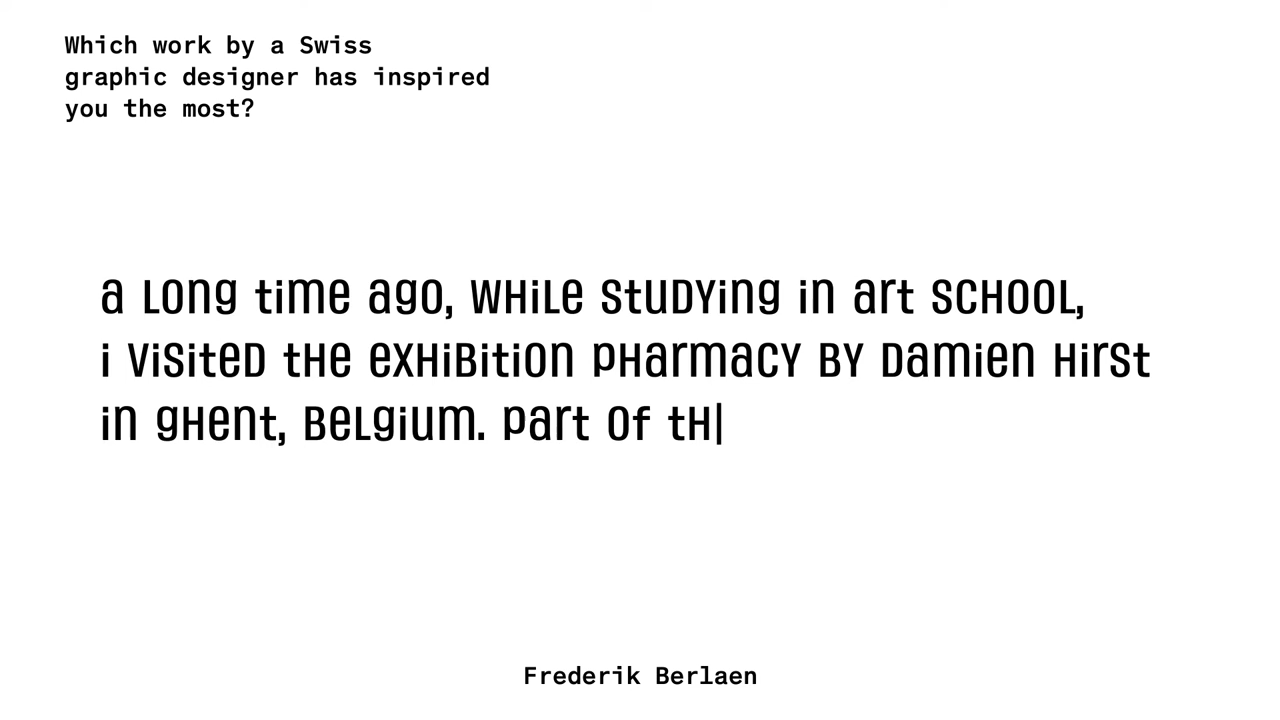 Which work by a Swiss
graphic designer has inspired
you the most?
a LOng time agO, WHiLe StuDYing in art SCHOOL,
i ViSiteD tHe eXHiBitiOn pHarmaCY BY Damien HirSt
in gHent, BeLgium. part Of tH
Frederik Berlaen